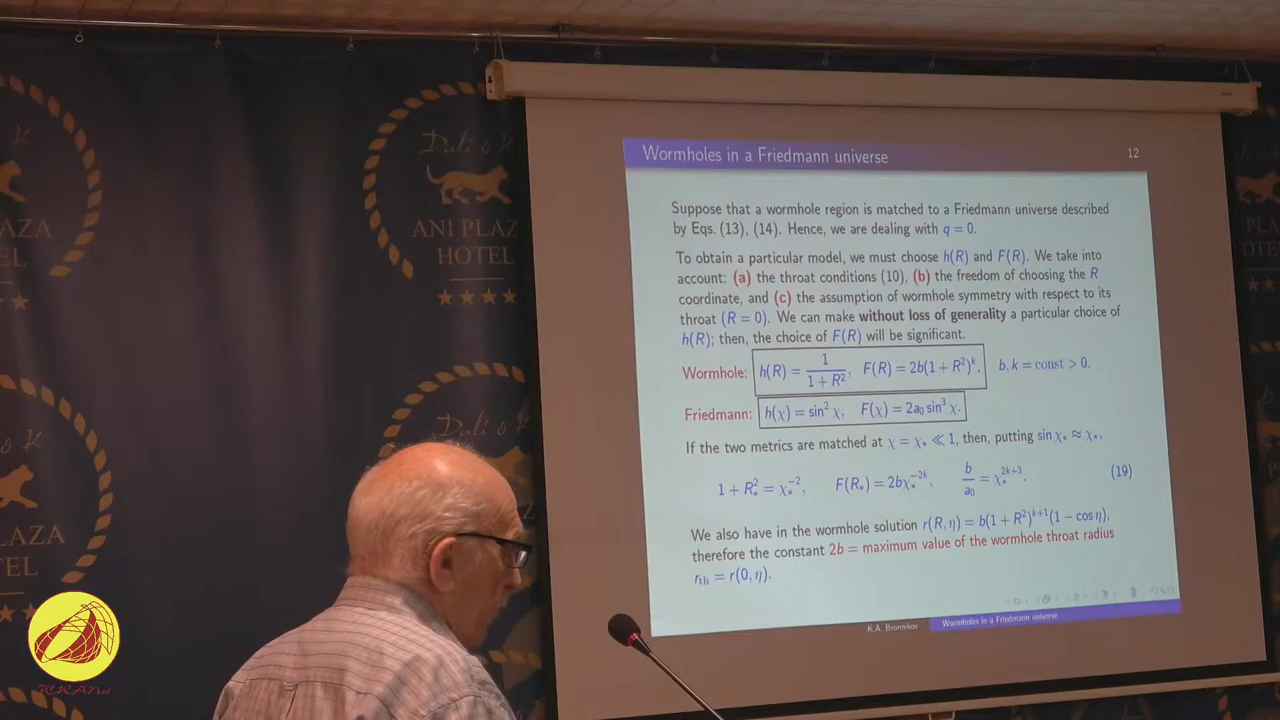 Duli & K
ANI PLAZA
HOTEL
AZA
EL
LAZA
TEL
Wormholes in a Friedmann universe 12
Suppose that a wormhole region is matched to a Friedmann universe described
by Eqs. (13), (14). Hence, we are dealing with q = 0.
To obtain a particular model, we must choose h(R) and F(R). We take into
account: (a) the throat conditions (10), (b) the freedom of choosing the R
coordinate, and (c) the assumption of wormhole symmetry with respect to its
throat (R = 0). We can make without loss of generality a particular choice of
h(R); then, the choice of F(R) will be significant.
Wormhole: h(R) = 1/(1 + R²), F(R) = 2b(1 + R²)^k, b, k = const > 0.
Friedmann: h(χ) = sin² χ, F(χ) = 2a₀ sin³ χ.
If the two metrics are matched at χ = χ* ≪ 1, then, putting sin χ* ≈ χ*,
1 + R*² = χ*^−2, F(R*) = 2bχ*^−2k, b/a₀ = χ*^2k+3. (19)
We also have in the wormhole solution r(R, η) = b(1 + R²)^k+1(1 − cos η),
therefore the constant 2b = maximum value of the wormhole throat radius
r_th = r(0, η).
K.A. Bronnikov Wormholes in a Friedmann universe
ICRANet